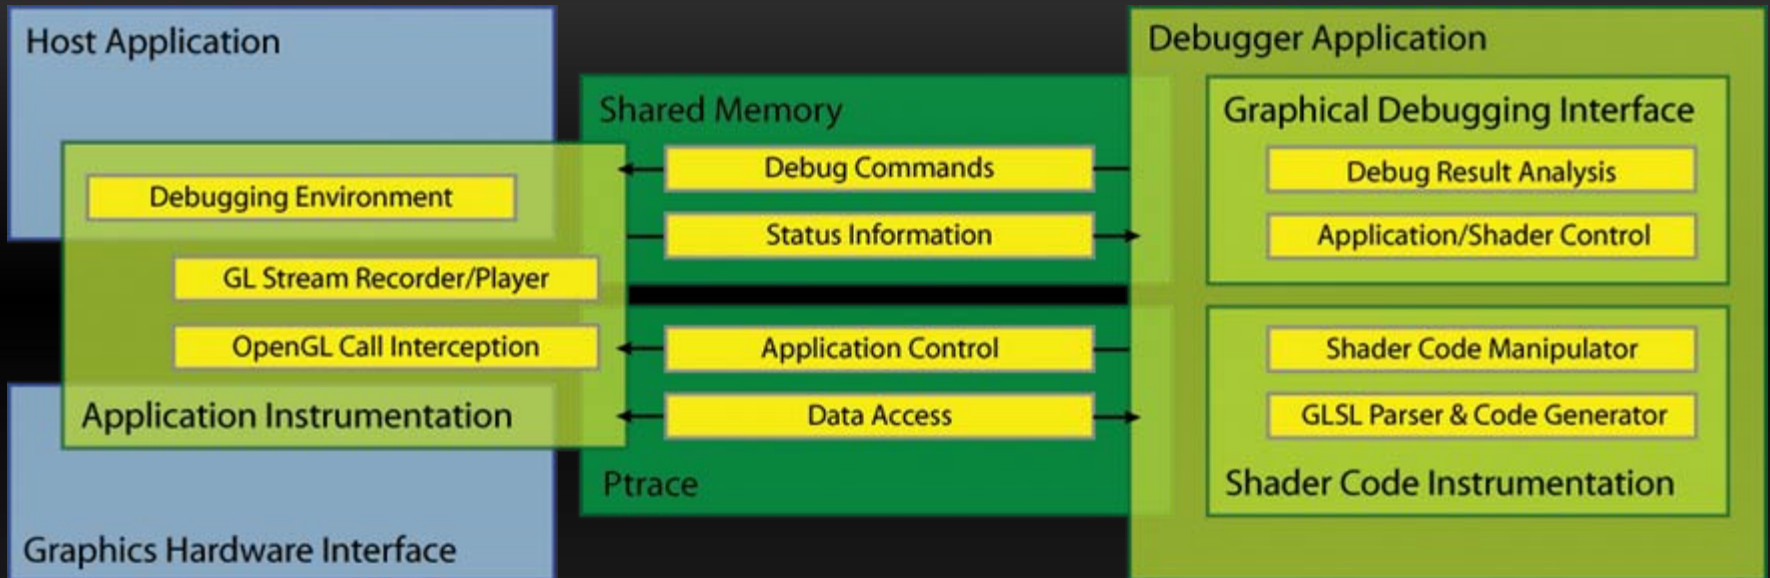 Host Application
Debugging Environment
GL Stream Recorder/Player
OpenGL Call Interception
Application Instrumentation
Graphics Hardware Interface
Shared Memory
Debug Commands
Status Information
Application Control
Data Access
Ptrace
Debugger Application
Graphical Debugging Interface
Debug Result Analysis
Application/Shader Control
Shader Code Manipulator
GLSL Parser & Code Generator
Shader Code Instrumentation